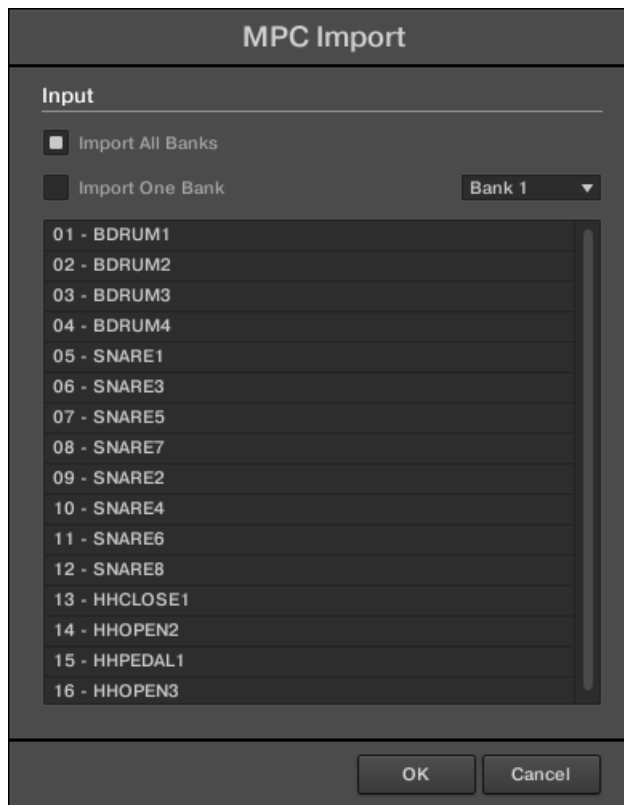 MPC Import
Input
Import All Banks
Import One Bank Bank 1
01 - BDRUM1
02 - BDRUM2
03 - BDRUM3
04 - BDRUM4
05 - SNARE1
06 - SNARE3
07 - SNARE5
08 - SNARE7
09 - SNARE2
10 - SNARE4
11 - SNARE6
12 - SNARE8
13 - HHCLOSE1
14 - HHOPEN2
15 - HHPEDAL1
16 - HHOPEN3
OK Cancel